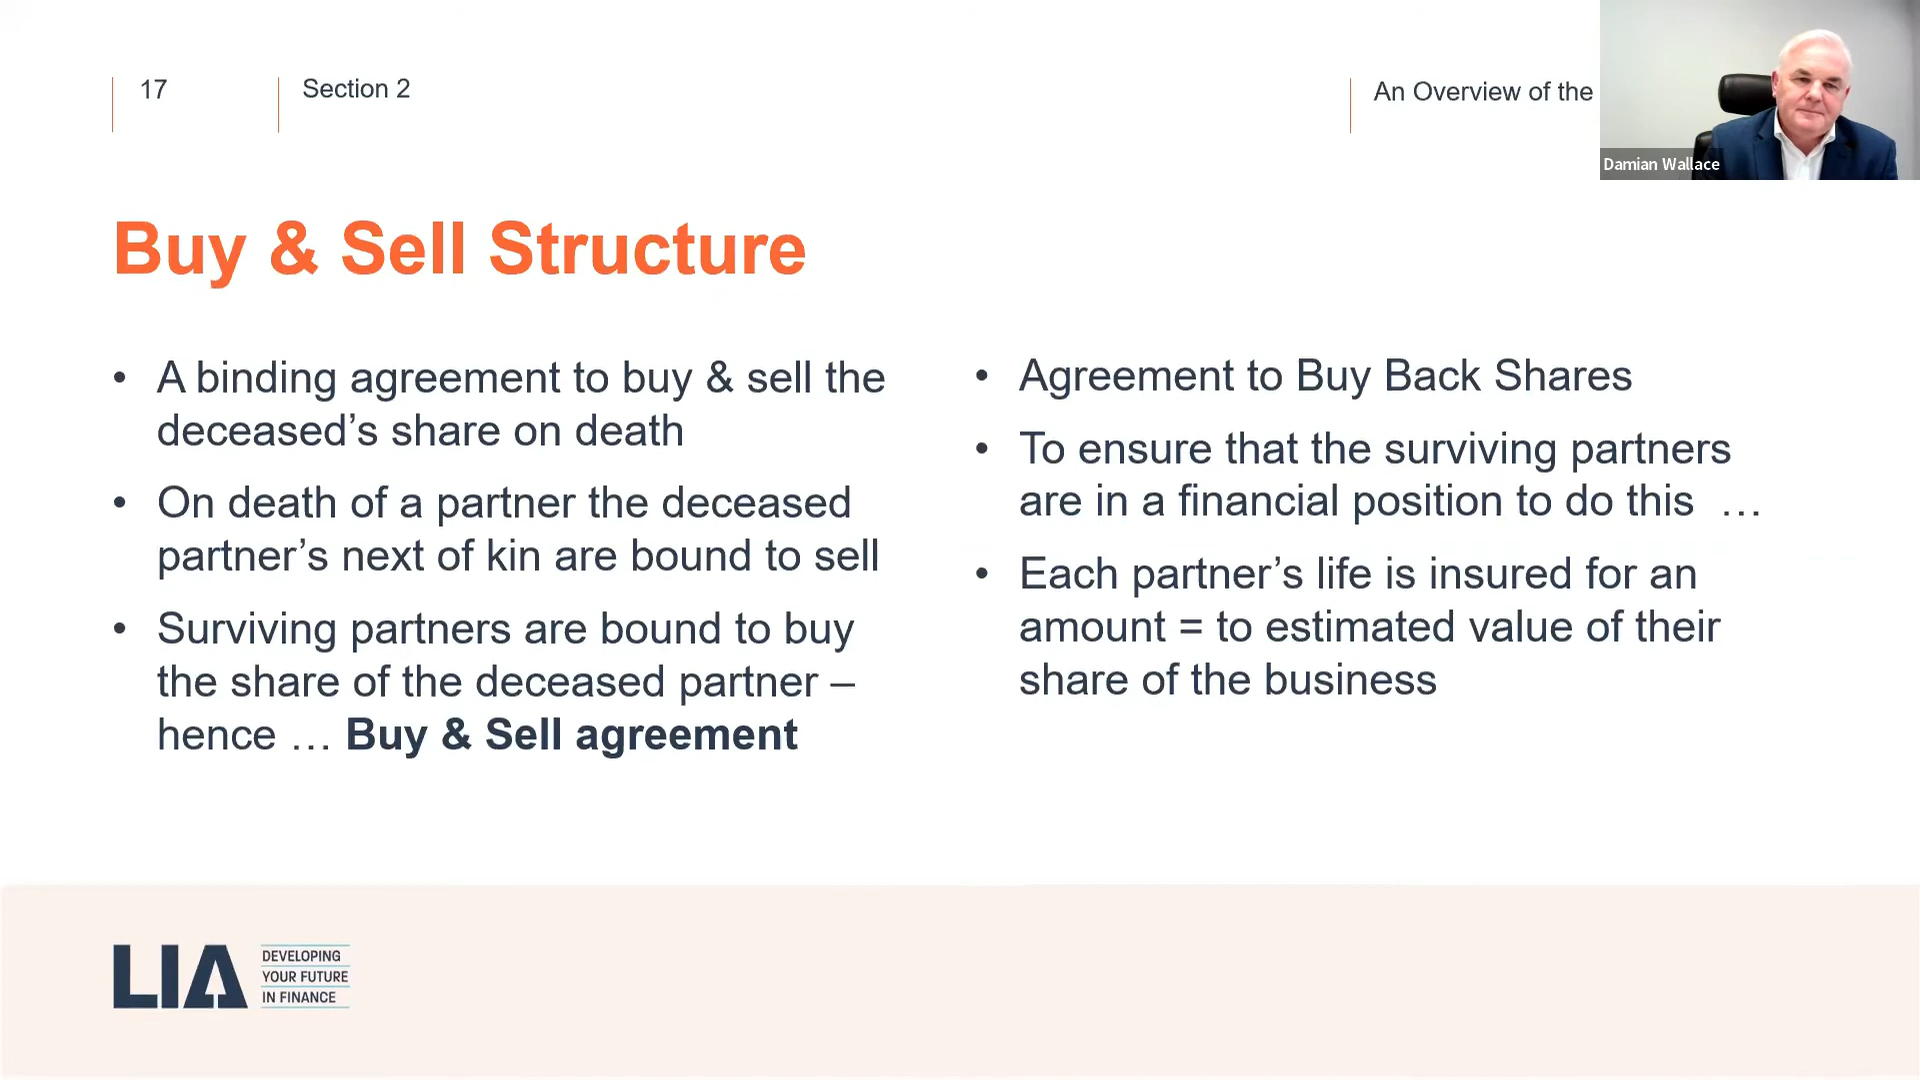 17
Section 2
An Overview of the
Damian Wallace
Buy & Sell Structure
• A binding agreement to buy & sell the
deceased’s share on death
• On death of a partner the deceased
partner’s next of kin are bound to sell
• Surviving partners are bound to buy
the share of the deceased partner –
hence … Buy & Sell agreement
• Agreement to Buy Back Shares
• To ensure that the surviving partners
are in a financial position to do this  …
• Each partner’s life is insured for an
amount = to estimated value of their
share of the business
LIA
DEVELOPING
YOUR FUTURE
IN FINANCE